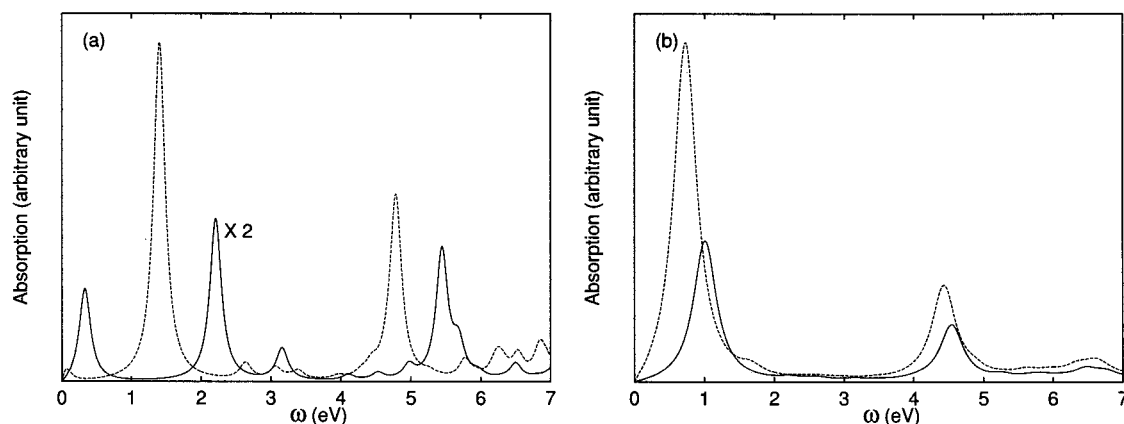 (a)
X 2
Absorption (arbitrary unit)
0 1 2 3 4 5 6 7
ω (eV)
(b)
Absorption (arbitrary unit)
0 1 2 3 4 5 6 7
ω (eV)